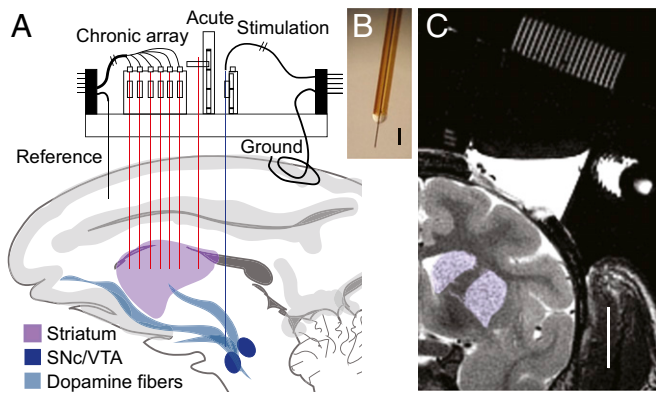 A
Chronic array
Acute
Stimulation
B
C
Reference
Ground
Striatum
SNc/VTA
Dopamine fibers